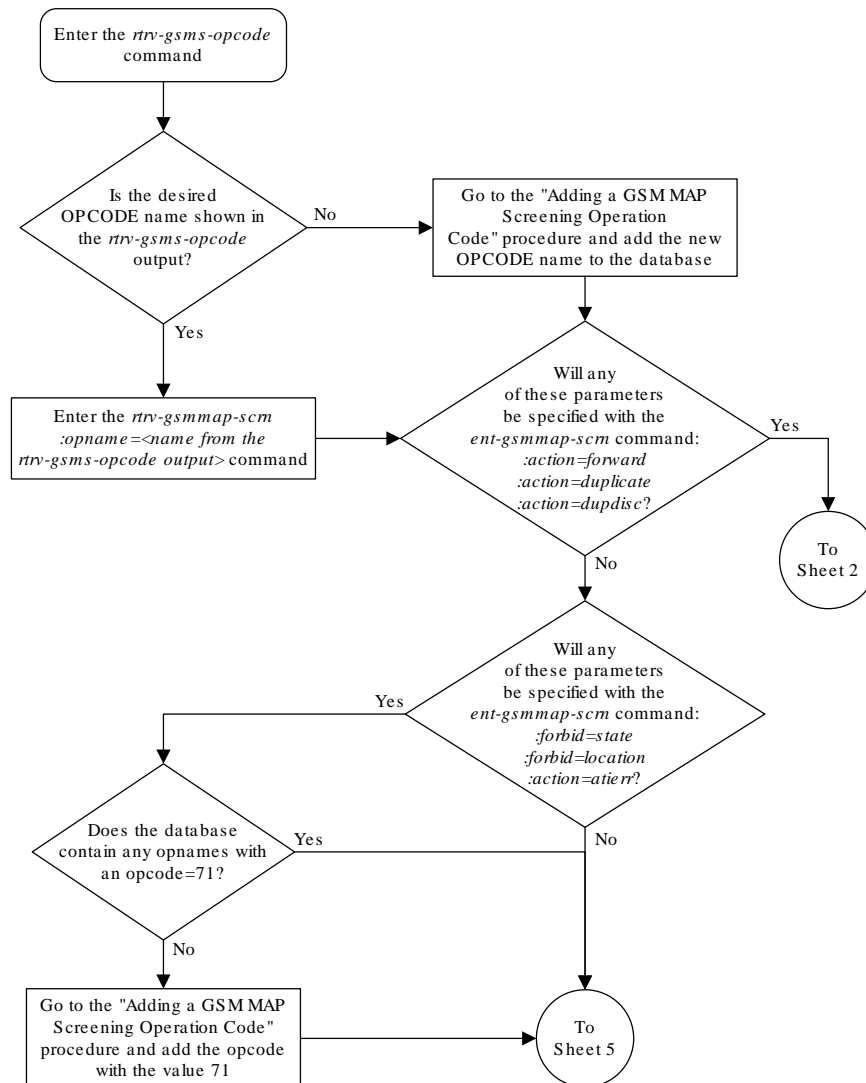 Enter the rtrv-gsms-opcode
command
Is the desired
OPCODE name shown in
the rtrv-gsms-opcode
output?
No
Go to the "Adding a GSM MAP
Screening Operation
Code" procedure and add the new
OPCODE name to the database
Yes
Enter the rtrv-gsmmap-scrn
:opname=<name from the
rtrv-gsms-opcode output> command
Will any
of these parameters
be specified with the
ent-gsmmap-scrn command:
:action=forward
:action=duplicate
:action=dupdisc?
Yes
To
Sheet 2
No
Will any
of these parameters
be specified with the
ent-gsmmap-scrn command:
:forbid=state
:forbid=location
:action=atierr?
Yes
No
Does the database
contain any opnames with
an opcode=71?
Yes
No
Go to the "Adding a GSM MAP
Screening Operation Code"
procedure and add the opcode
with the value 71
To
Sheet 5